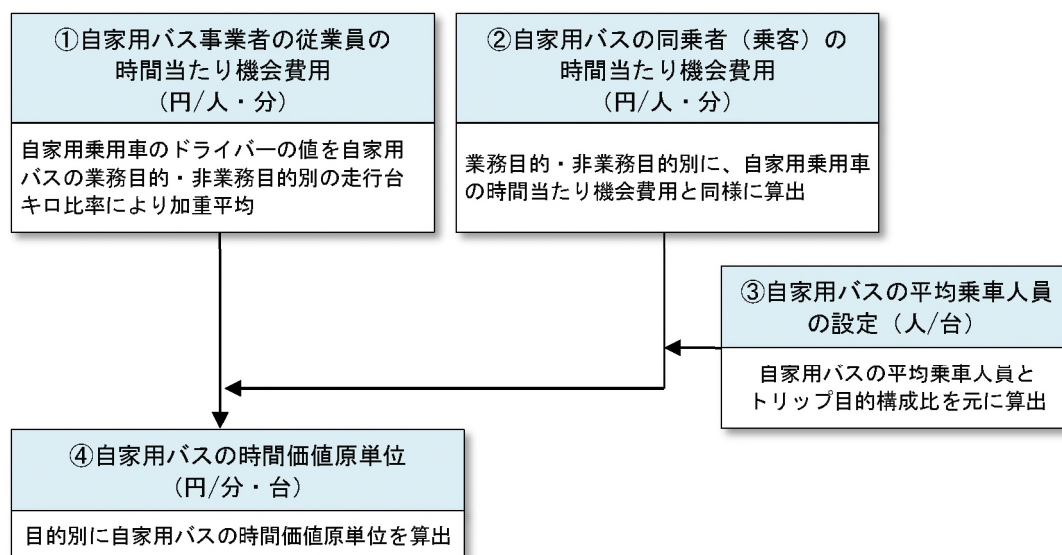 ①自家用バス事業者の従業員の
時間当たり機会費用
(円/人・分)
自家用乗用車のドライバーの値を自家用
バスの業務目的・非業務目的別の走行台
キロ比率により加重平均
②自家用バスの同乗者(乗客)の
時間当たり機会費用
(円/人・分)
業務目的・非業務目的別に、自家用乗用車
の時間当たり機会費用と同様に算出
③自家用バスの平均乗車人員
の設定(人/台)
自家用バスの平均乗車人員と
トリップ目的構成比を元に算出
④自家用バスの時間価値原単位
(円/分・台)
目的別に自家用バスの時間価値原単位を算出